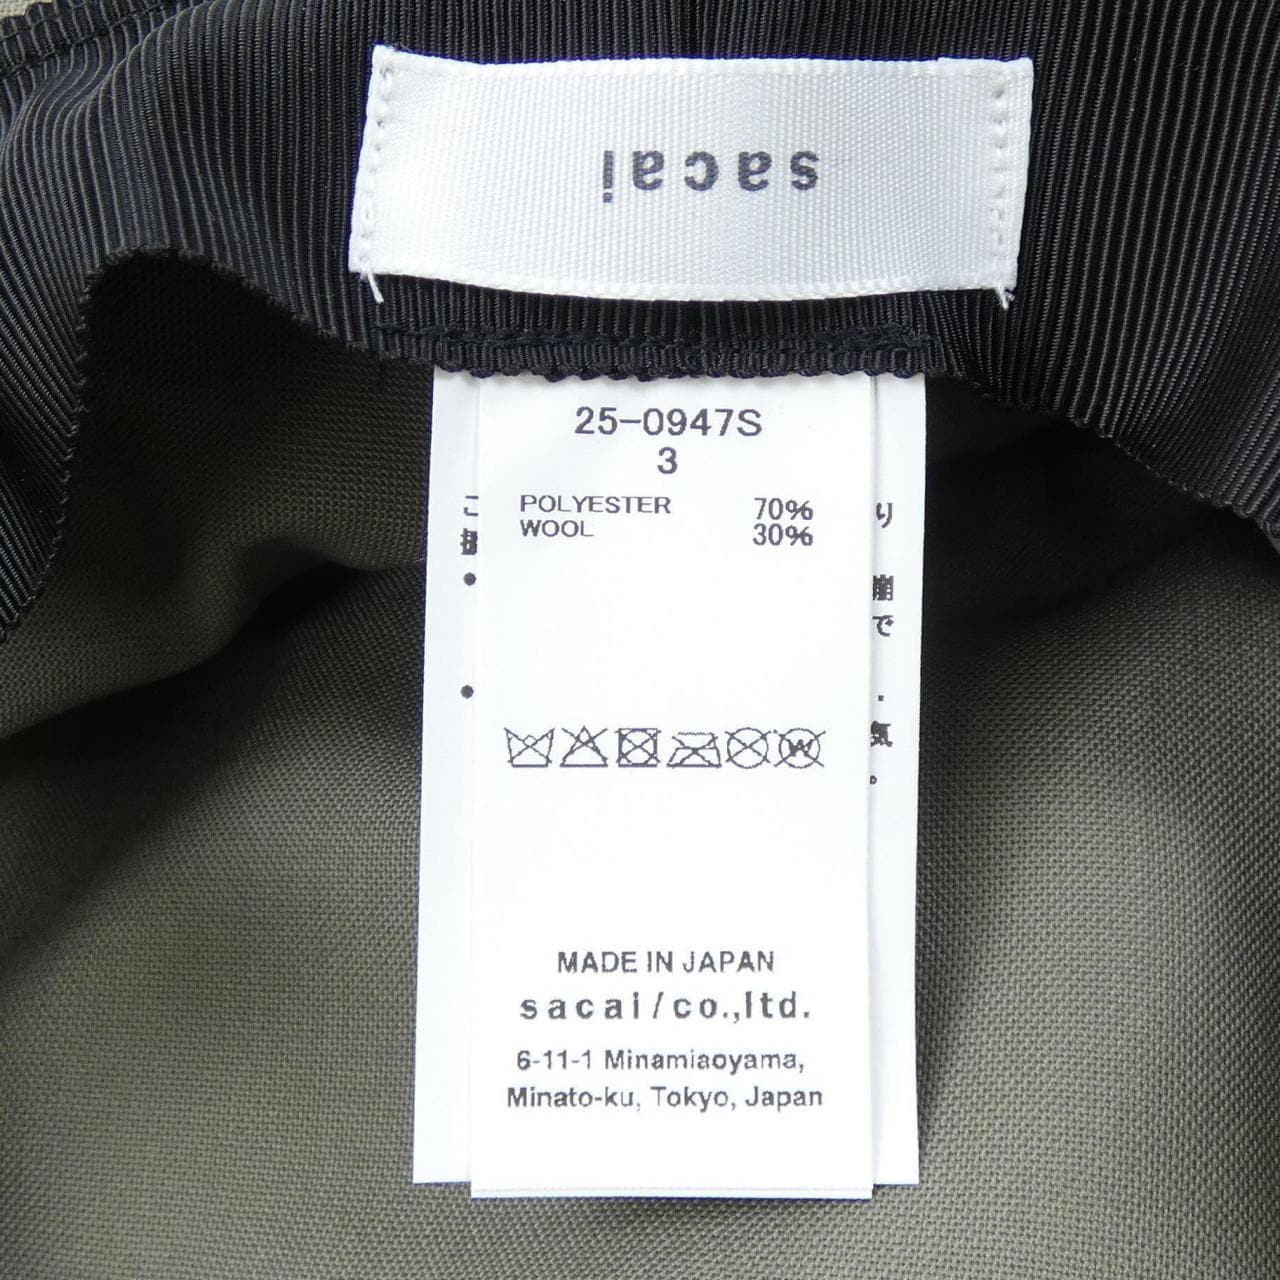 sacai
25-0947S
3
POLYESTER 70%
WOOL 30%
MADE IN JAPAN
sacai/co.,ltd.
6-11-1 Minamiaoyama,
Minato-ku, Tokyo, Japan